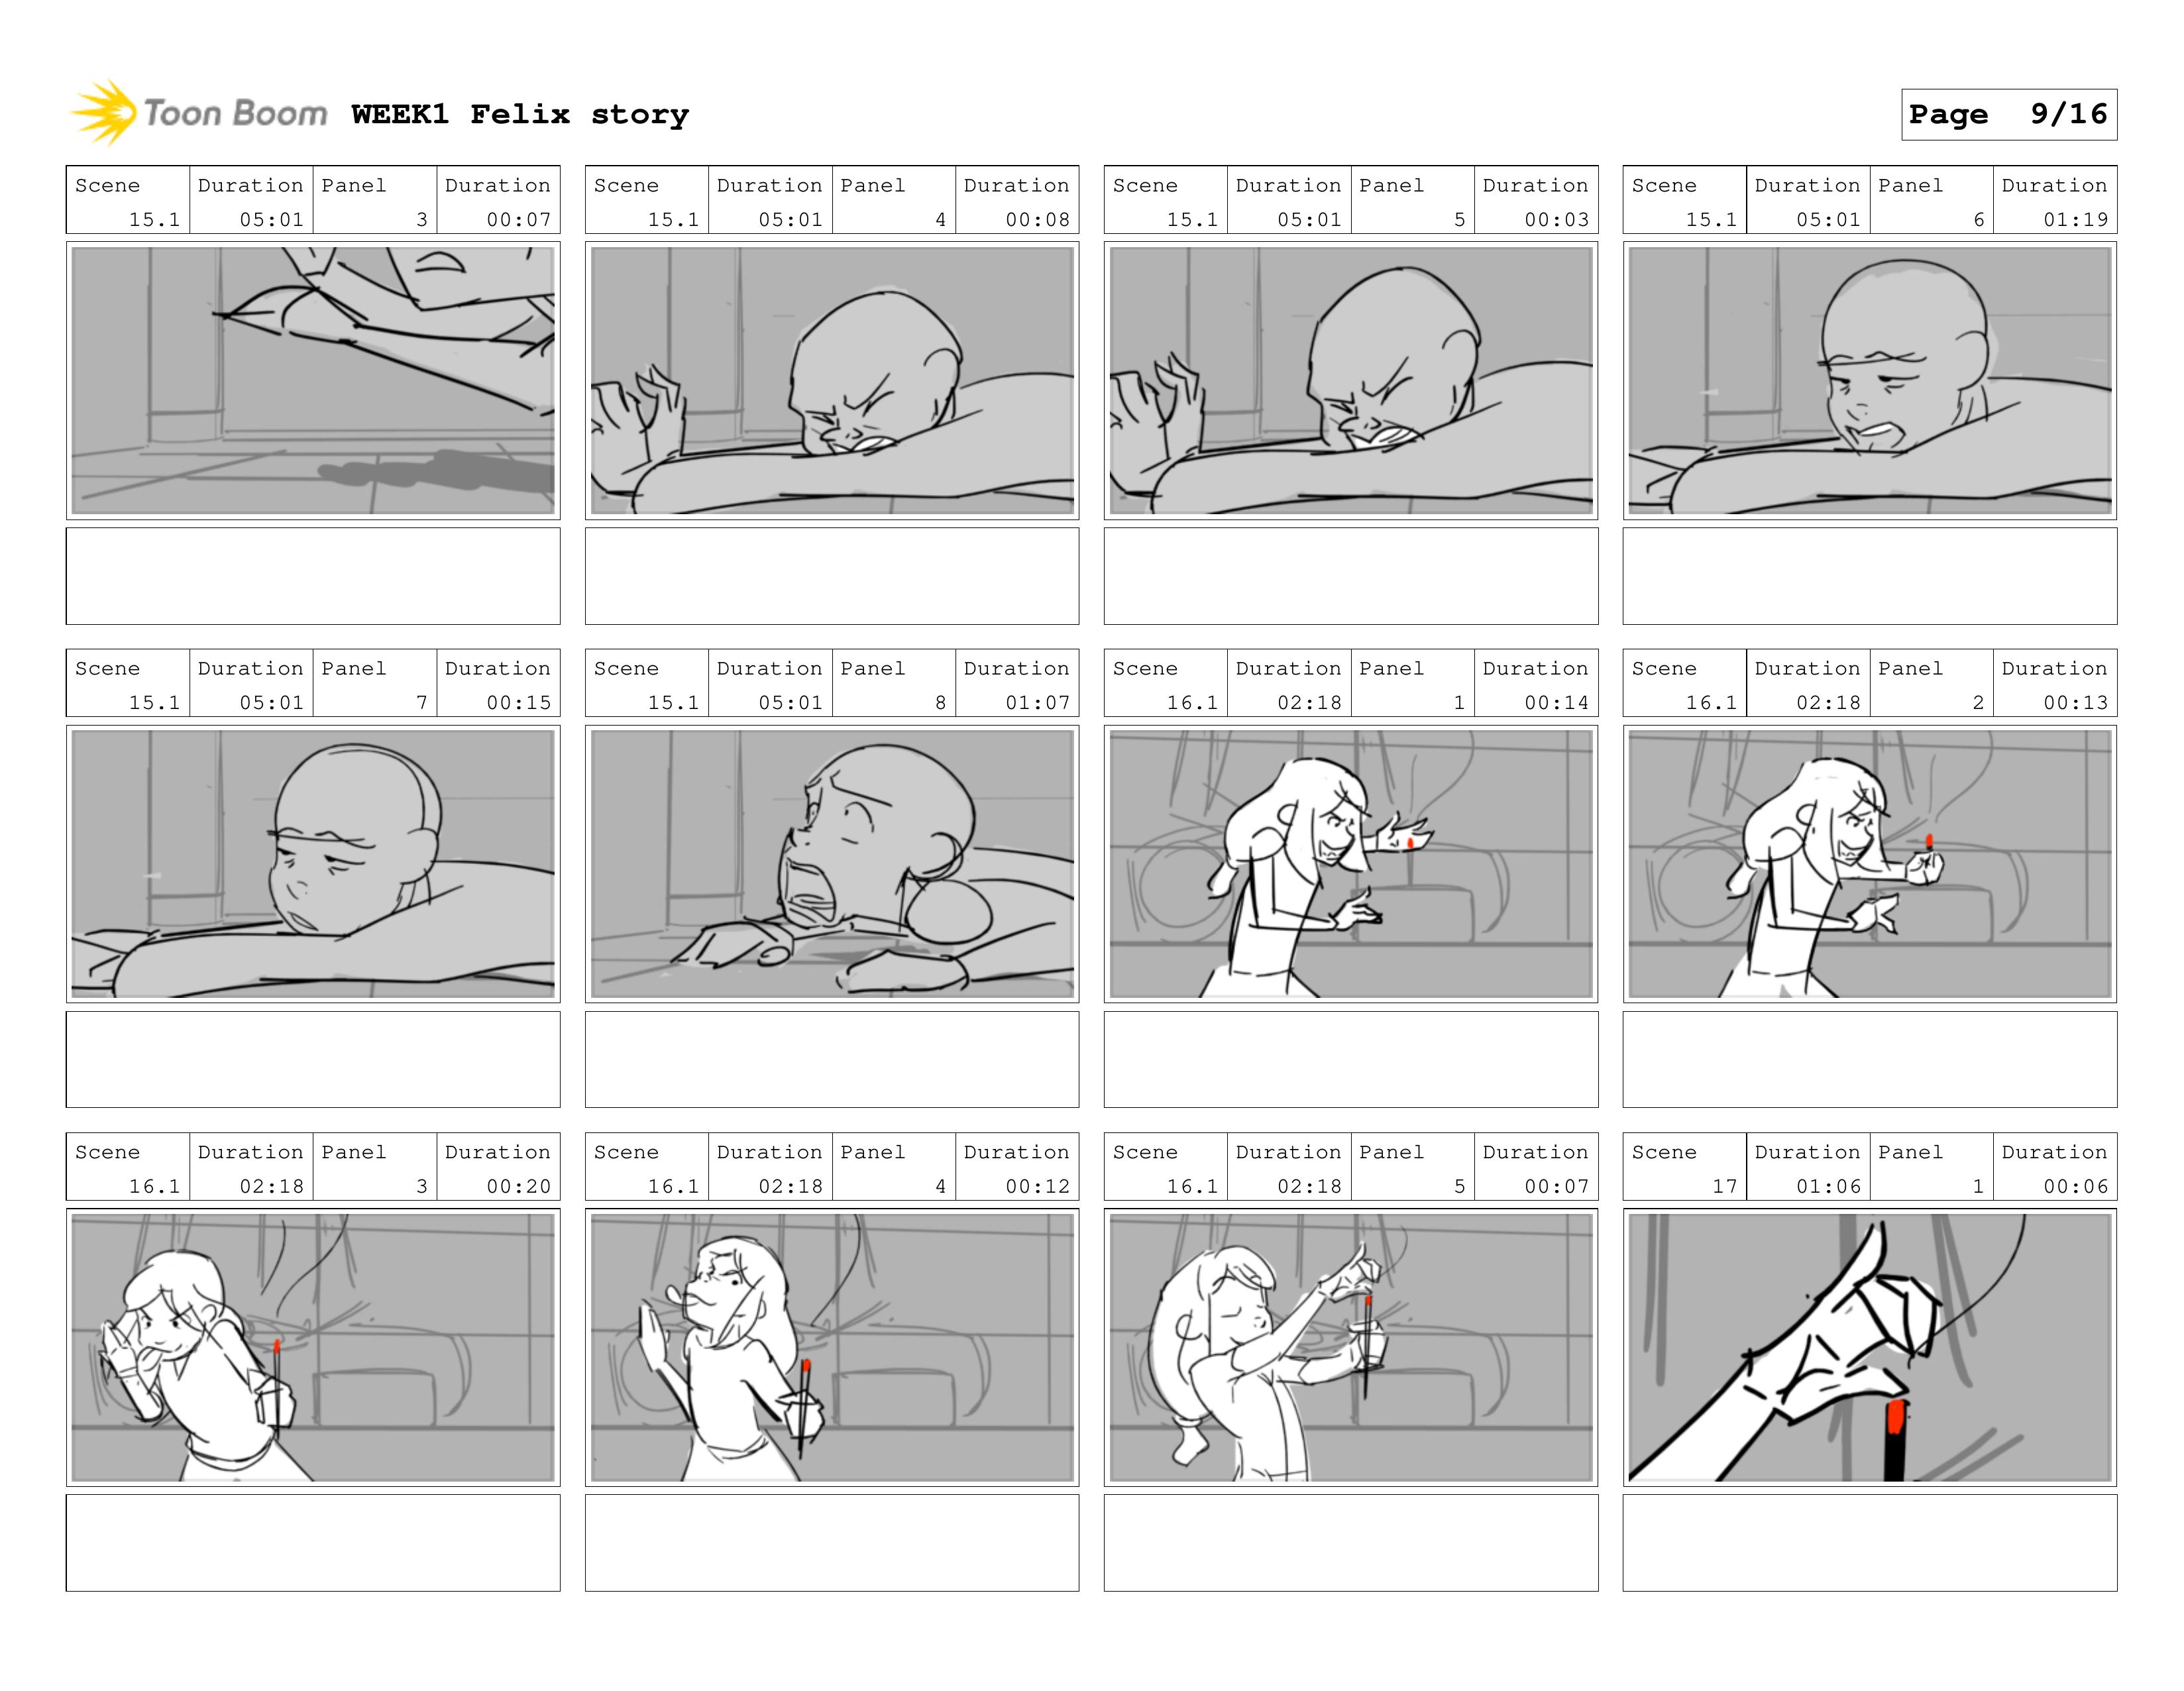 Toon Boom WEEK1 Felix story
Page 9/16
Scene Duration Panel Duration
15.1 05:01 3 00:07
Scene Duration Panel Duration
15.1 05:01 4 00:08
Scene Duration Panel Duration
15.1 05:01 5 00:03
Scene Duration Panel Duration
15.1 05:01 6 01:19
Scene Duration Panel Duration
15.1 05:01 7 00:15
Scene Duration Panel Duration
15.1 05:01 8 01:07
Scene Duration Panel Duration
16.1 02:18 1 00:14
Scene Duration Panel Duration
16.1 02:18 2 00:13
Scene Duration Panel Duration
16.1 02:18 3 00:20
Scene Duration Panel Duration
16.1 02:18 4 00:12
Scene Duration Panel Duration
16.1 02:18 5 00:07
Scene Duration Panel Duration
17 01:06 1 00:06